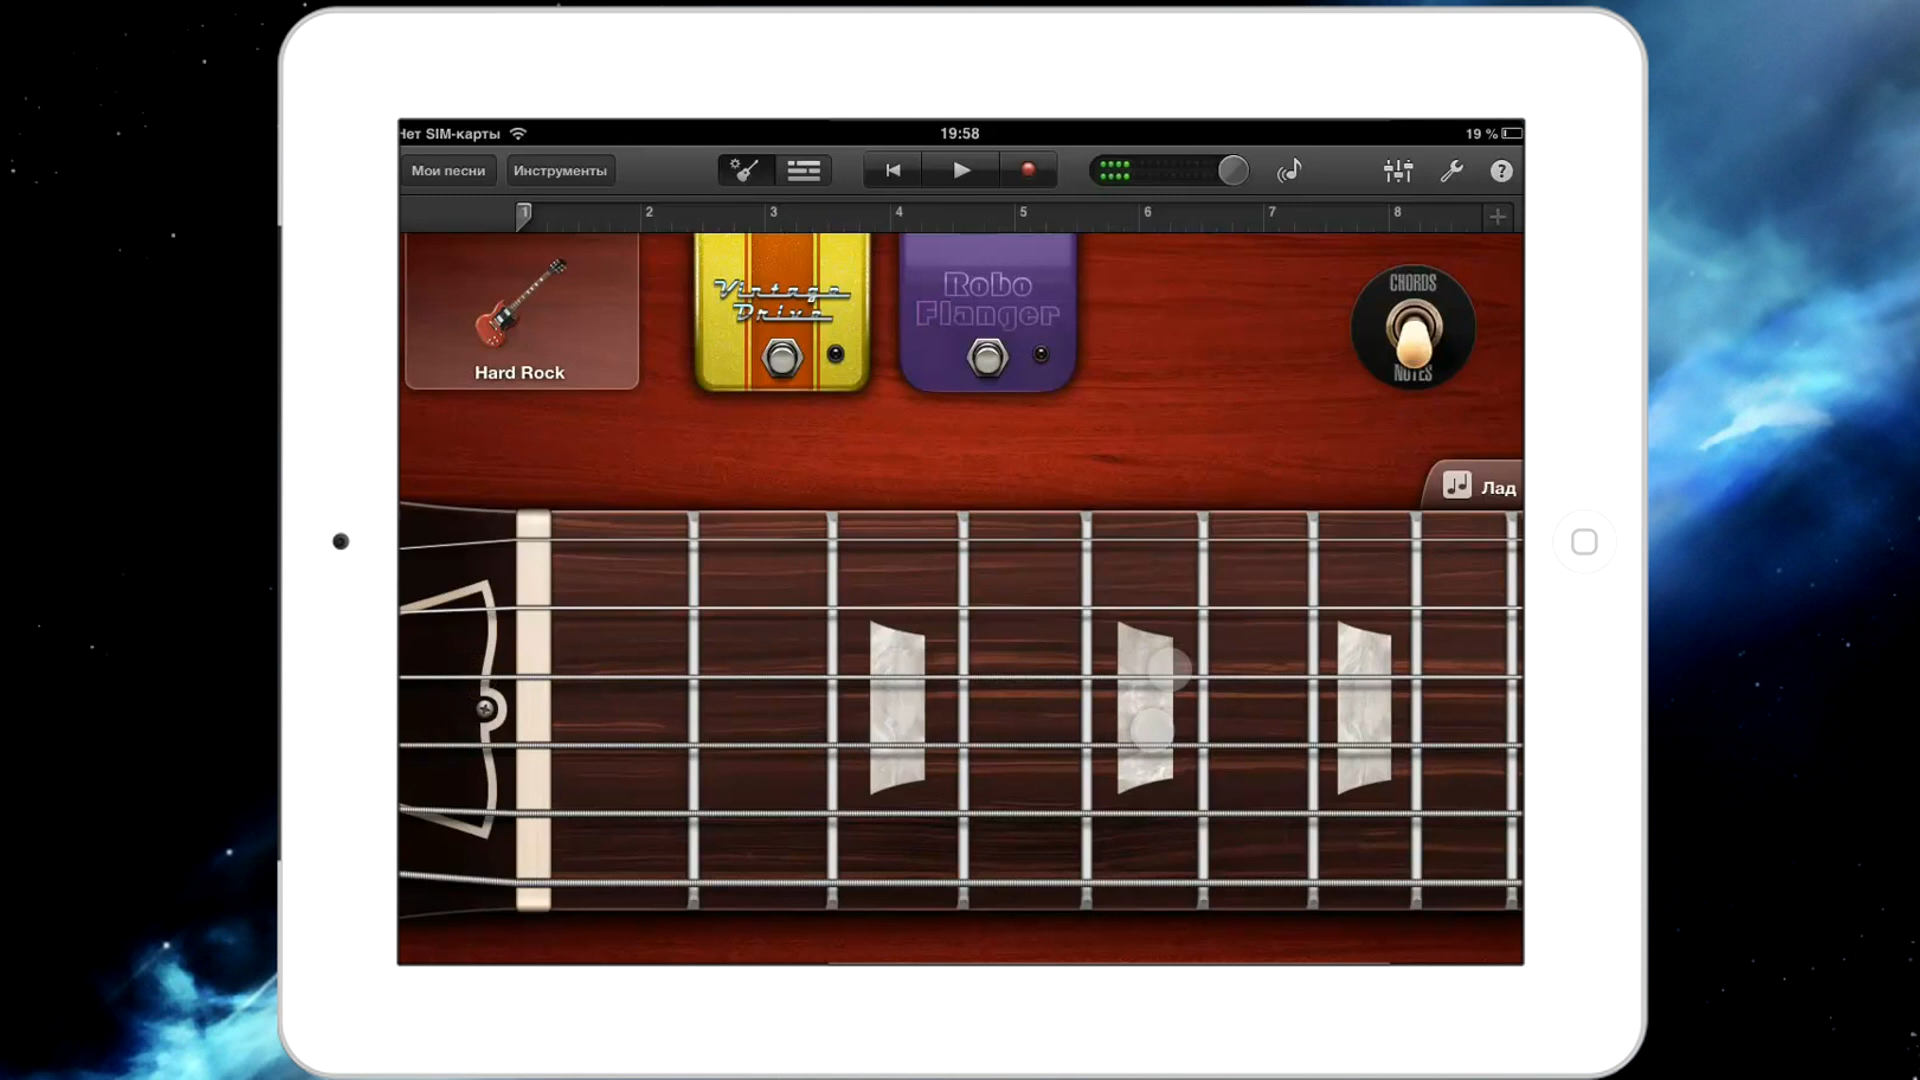 Нет SIM-карты 19:58 19 %
Мои песни Инструменты ?
1 2 3 4 5 6 7 8 +
Hard Rock
Vintage
Drive
Robo
Flanger
CHORDS
NOTES
Лад